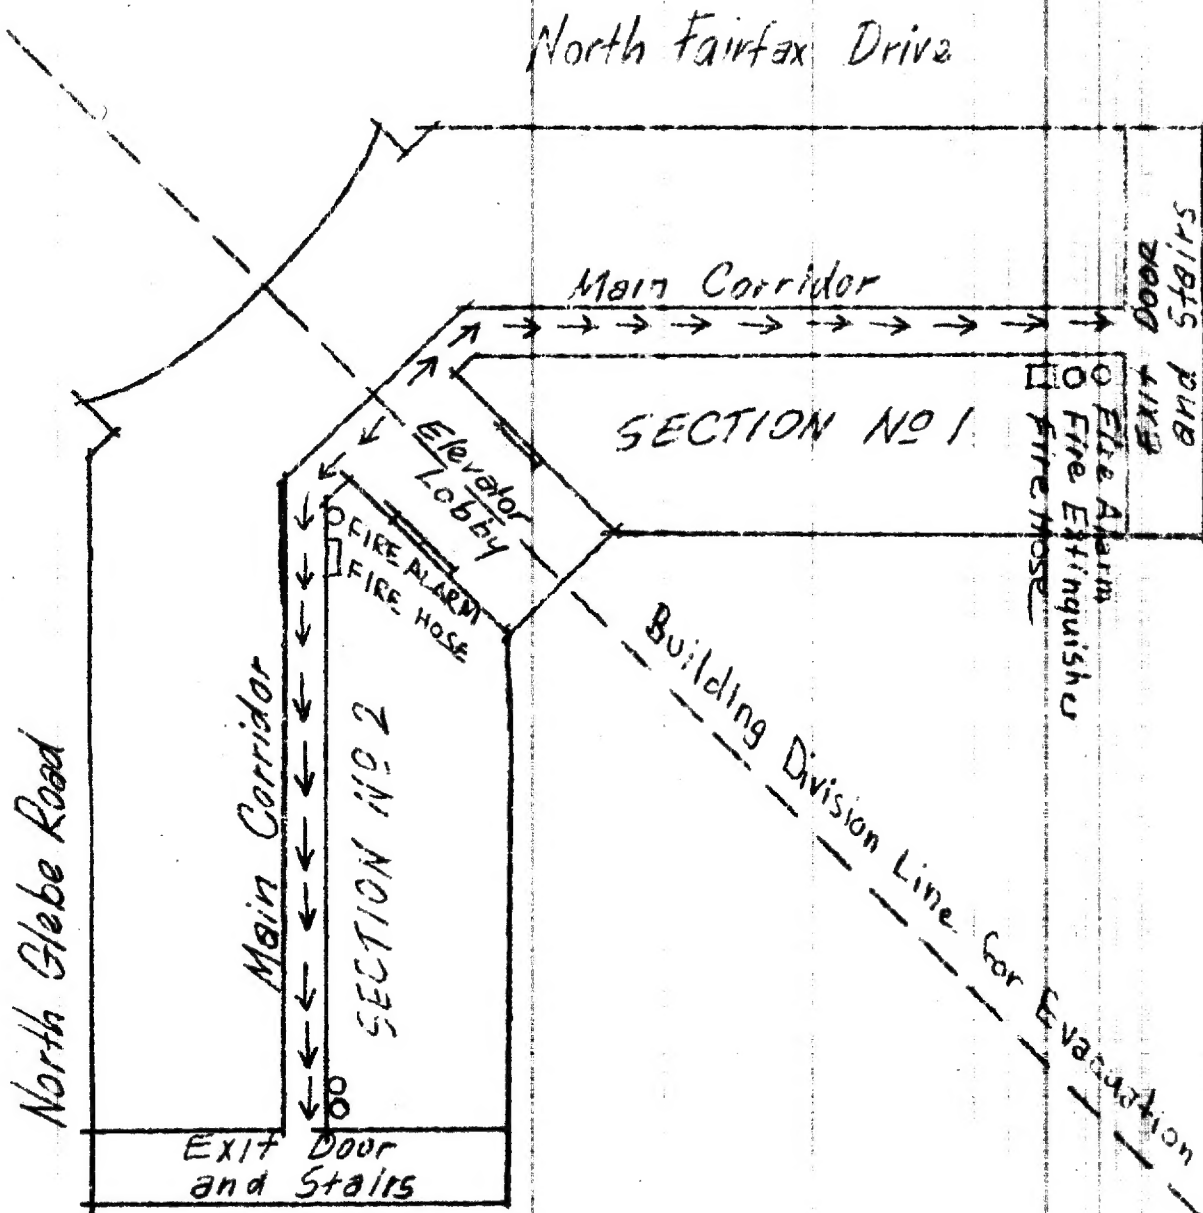 North Fairfax Drive
Main Corridor
EXIT DOOR
and Stairs
SECTION Nº 1
Fire Alarm
Fire Extinquisher
Fire Hose
Elevator
Lobby
FIRE ALARM
FIRE HOSE
Building Division Line for Evaquation
Main Corridor
SECTION Nº 2
North Glebe Road
Exit Door
and Stairs